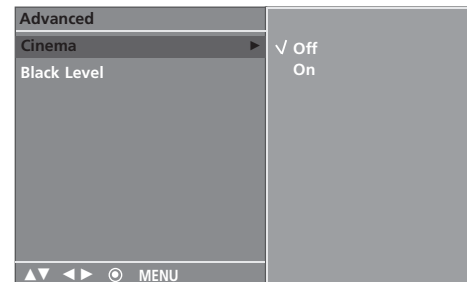 Advanced
Cinema ►
Black Level
√ Off
On
▲▼ ◄► ◉ MENU